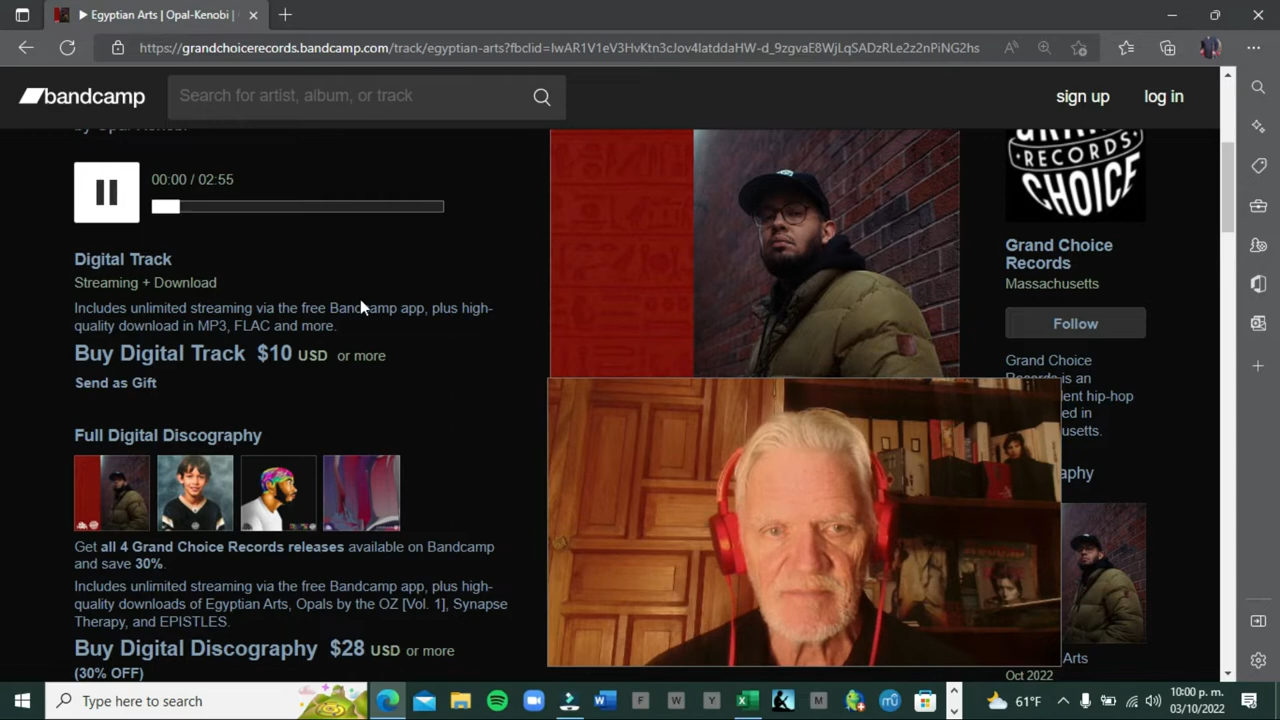 ▶ Egyptian Arts | Opal-Kenobi |
https://grandchoicerecords.bandcamp.com/track/egyptian-arts?fbclid=IwAR1V1eV3HvKtn3cJov4latddaHW-d_9zgvaE8WjLqSADzRLe2z2nPiNG2hs
bandcamp
Search for artist, album, or track
sign up
log in
by Opal-Kenobi
00:00 / 02:55
Digital Track
Streaming + Download
Includes unlimited streaming via the free Bandcamp app, plus high-
quality download in MP3, FLAC and more.
Buy Digital Track $10 USD or more
Send as Gift
Full Digital Discography
Get all 4 Grand Choice Records releases available on Bandcamp
and save 30%.
Includes unlimited streaming via the free Bandcamp app, plus high-
quality downloads of Egyptian Arts, Opals by the OZ [Vol. 1], Synapse
Therapy, and EPISTLES.
Buy Digital Discography $28 USD or more
(30% OFF)
GRAND
RECORDS
CHOICE
Grand Choice
Records
Massachusetts
Follow
Grand Choice
Records is an
lent hip-hop
ed in
usetts.
aphy
Arts
Oct 2022
Type here to search
61°F
10:00 p. m.
03/10/2022